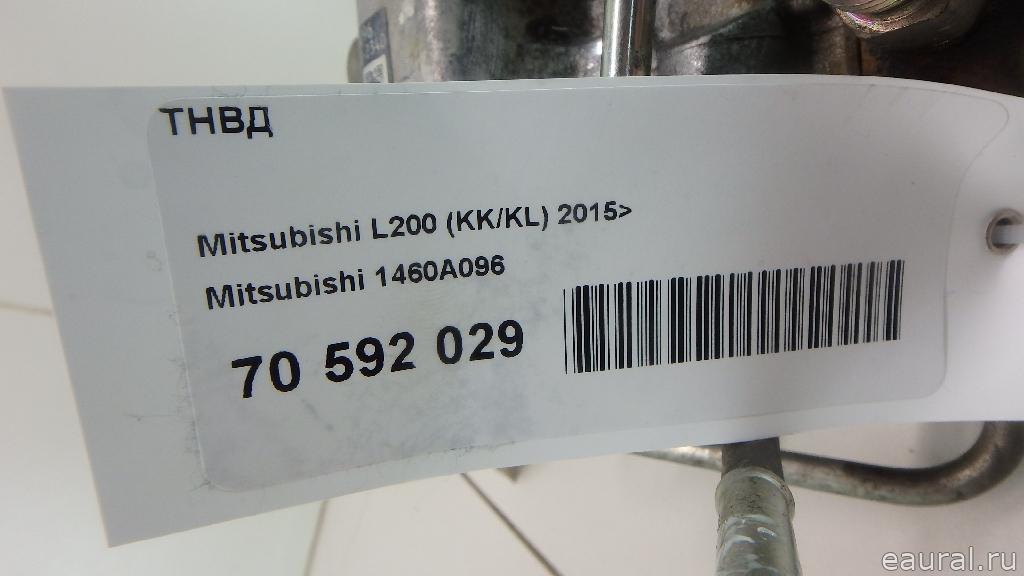 ТНВД
Mitsubishi L200 (KK/KL) 2015>
Mitsubishi 1460A096
70 592 029
eaural.ru